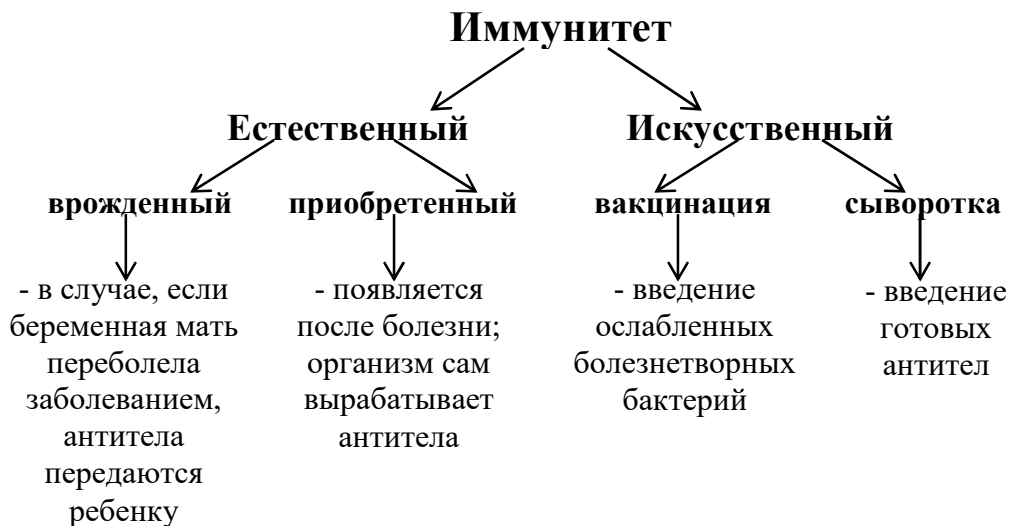 Иммунитет
Естественный
Искусственный
врожденный
приобретенный
вакцинация
сыворотка
- в случае, если
беременная мать
переболела
заболеванием,
антитела
передаются
ребенку
- появляется
после болезни;
организм сам
вырабатывает
антитела
- введение
ослабленных
болезнетворных
бактерий
- введение
готовых
антител